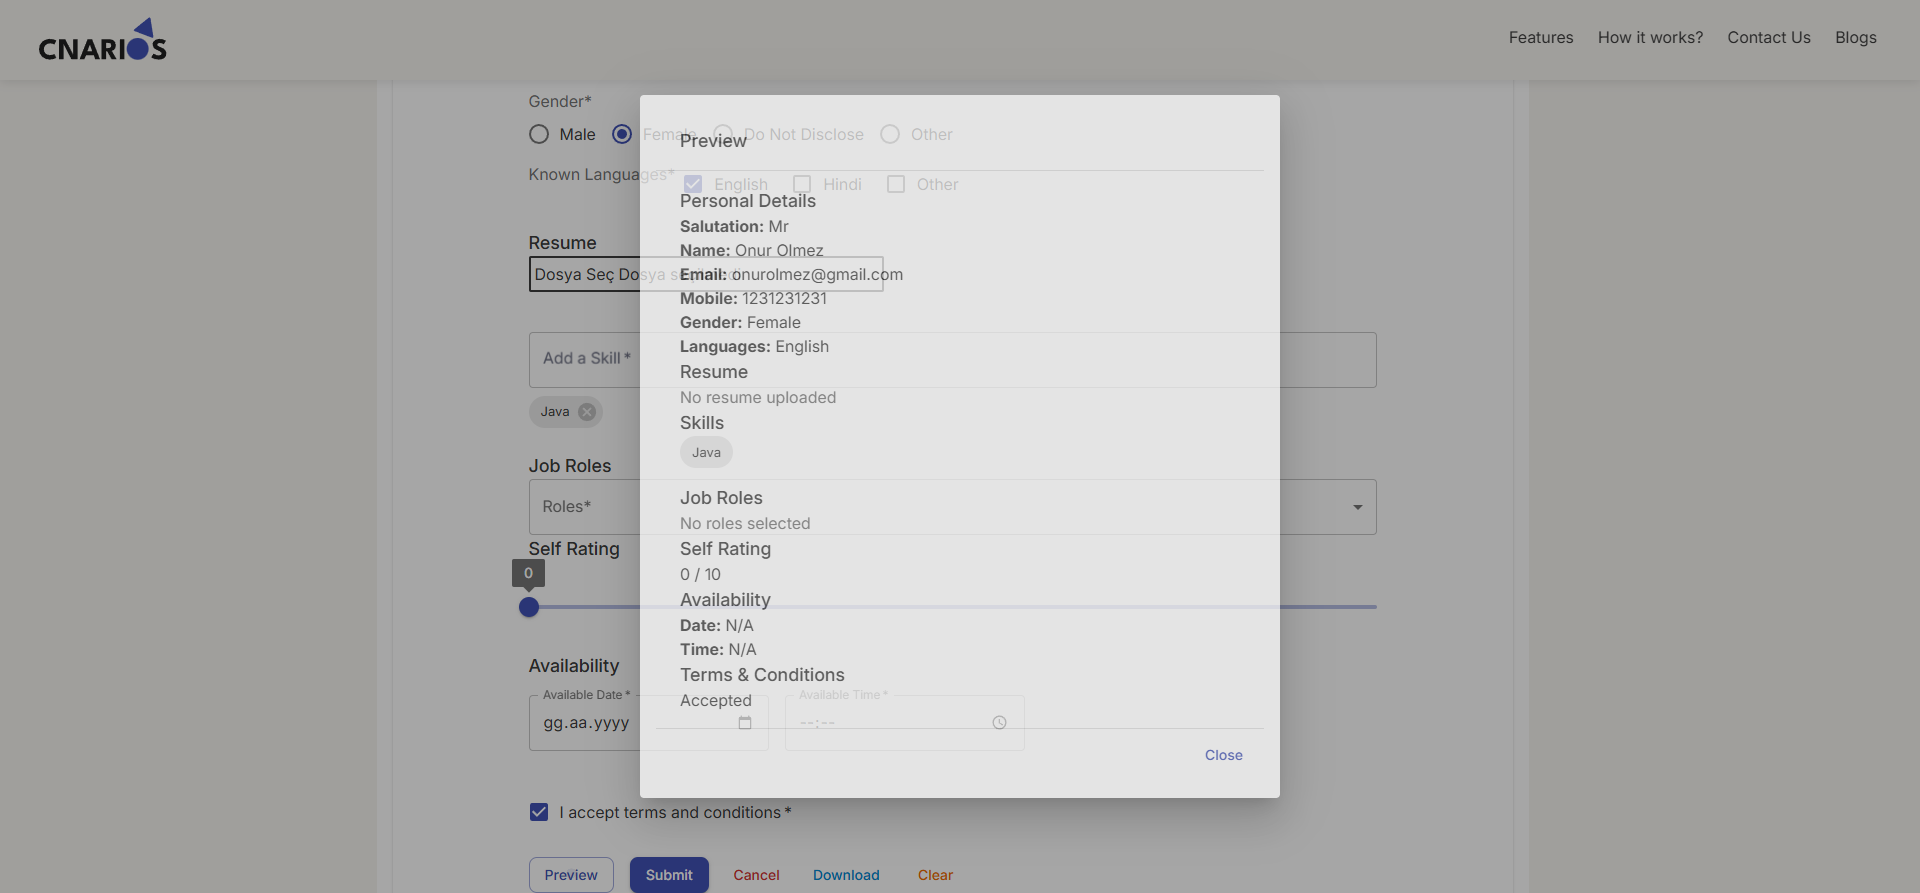 CNARIOS
Features How it works? Contact Us Blogs
Gender*
Male Female Do Not Disclose Other
Known Languages* English Hindi Other
Resume
Dosya Seç Dosya
Add a Skill *
Java
Job Roles
Roles*
Self Rating
0
Availability
Available Date *
gg.aa.yyyy
Available Time *
--:--
I accept terms and conditions *
Preview Submit Cancel Download Clear
Preview
Personal Details
Salutation: Mr
Name: Onur Olmez
Email: onurolmez@gmail.com
Mobile: 1231231231
Gender: Female
Languages: English
Resume
No resume uploaded
Skills
Java
Job Roles
No roles selected
Self Rating
0 / 10
Availability
Date: N/A
Time: N/A
Terms & Conditions
Accepted
Close